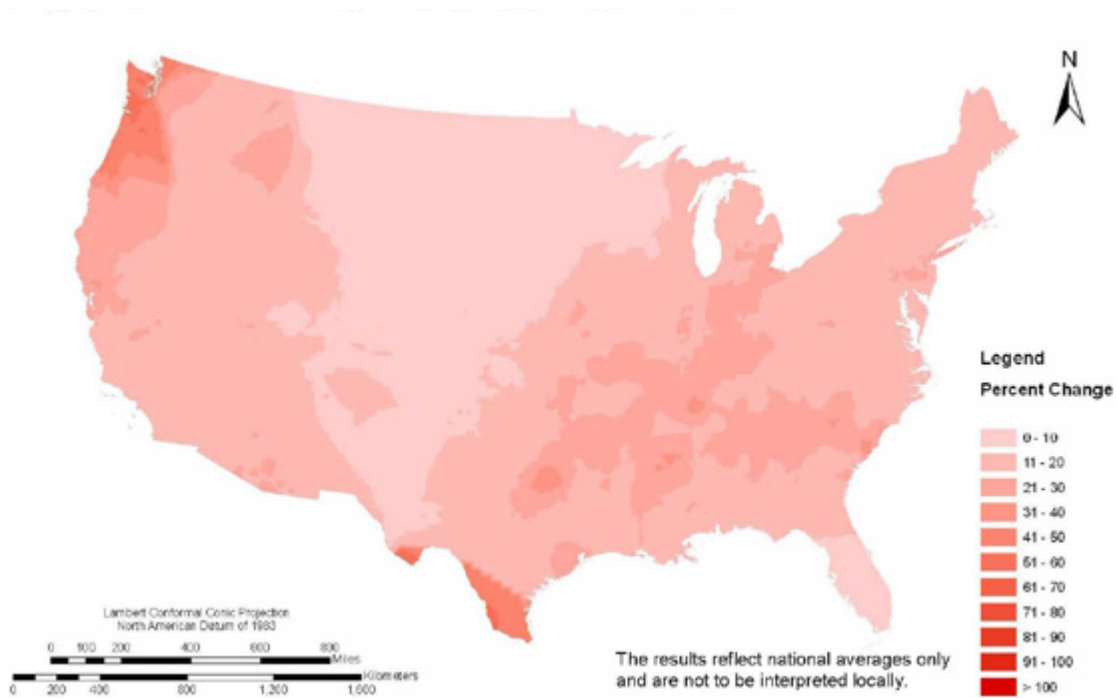 N
Legend
Percent Change
0 - 10
11 - 20
21 - 30
31 - 40
41 - 50
51 - 60
61 - 70
71 - 80
81 - 90
91 - 100
> 100
Lambert Conformal Conic Projection
North American Datum of 1983
0 100 200 400 600 800
Miles
Kilometers
0 200 400 800 1,200 1,600
The results reflect national averages only
and are not to be interpreted locally.